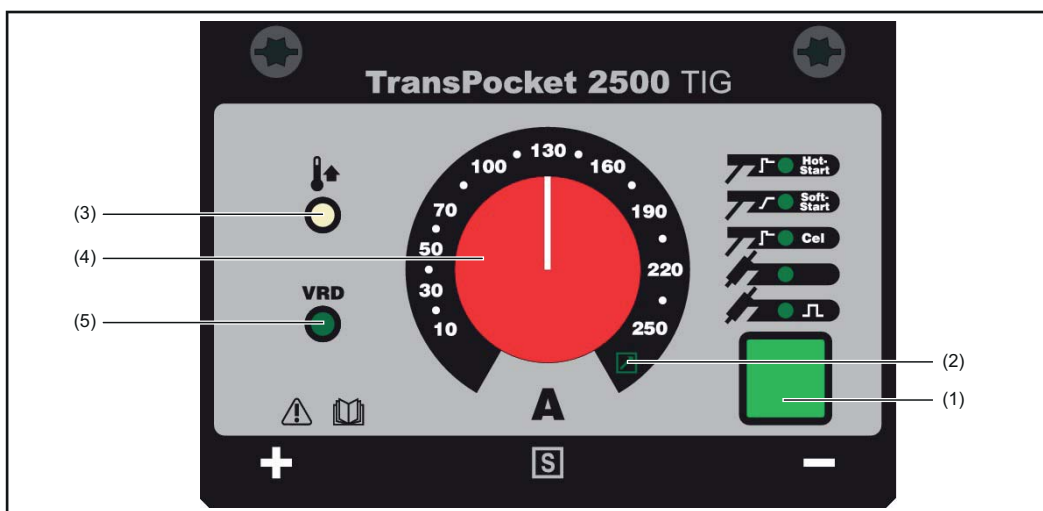 TransPocket 2500 TIG
10 30 50 70 100 130 160 190 220 250
Hot-
Start
Soft-
Start
Cel
(3)
(4)
VRD
(5)
(2)
(1)
A
+ S −